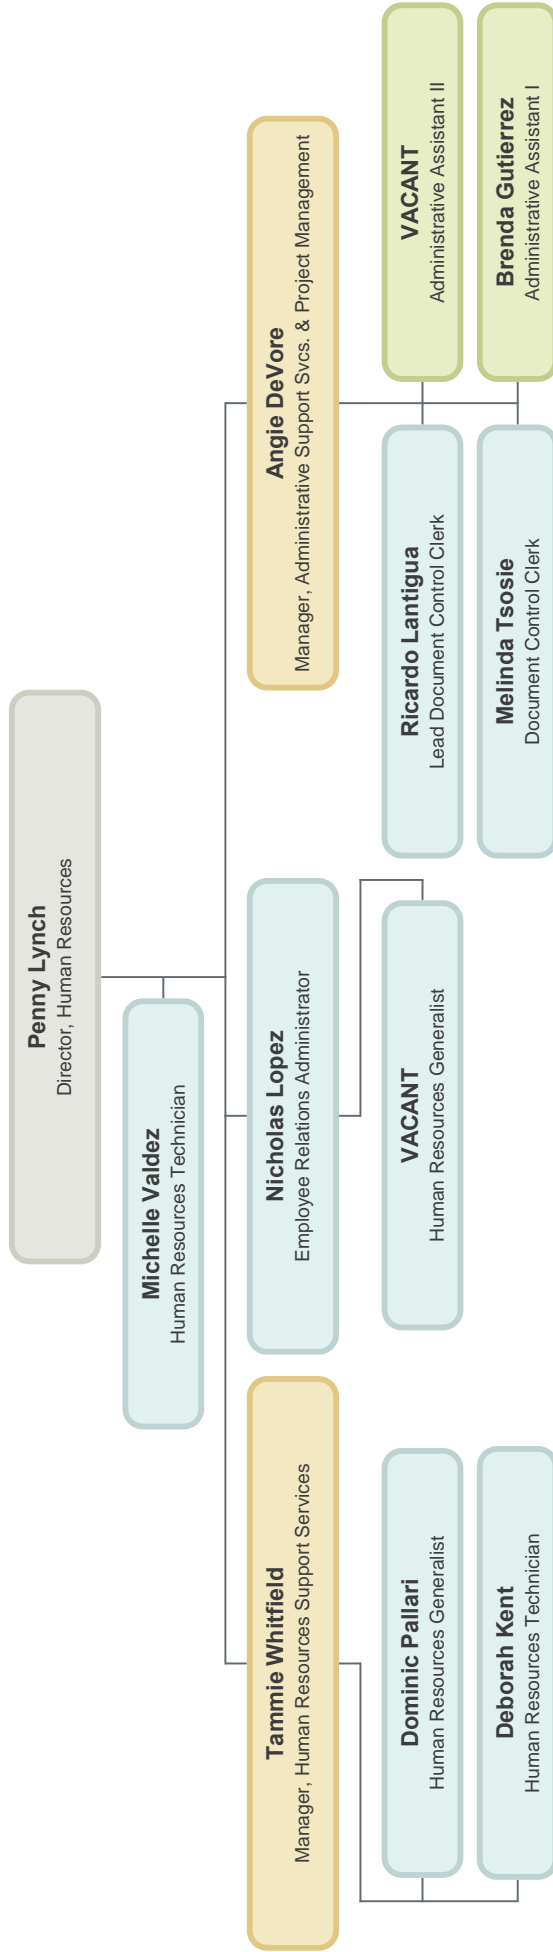 Penny Lynch
Director, Human Resources
Michelle Valdez
Human Resources Technician
Tammie Whitfield
Manager, Human Resources Support Services
Nicholas Lopez
Employee Relations Administrator
Angie DeVore
Manager, Administrative Support Svcs. & Project Management
Dominic Pallari
Human Resources Generalist
VACANT
Human Resources Generalist
Ricardo Lantigua
Lead Document Control Clerk
VACANT
Administrative Assistant II
Deborah Kent
Human Resources Technician
Melinda Tsosie
Document Control Clerk
Brenda Gutierrez
Administrative Assistant I